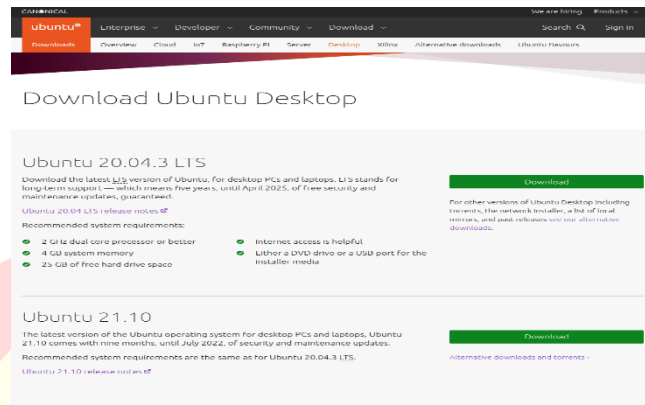 CANONICAL
We are hiring Products
ubuntu® Enterprise Developer Community Download Search Sign in
Downloads Overview Cloud IoT Raspberry Pi Server Desktop Xilinx Alternative downloads Ubuntu flavours
Download Ubuntu Desktop
Ubuntu 20.04.3 LTS
Download the latest LTS version of Ubuntu, for desktop PCs and laptops. LTS stands for
long-term support — which means five years, until April 2025, of free security and
maintenance updates, guaranteed.
Ubuntu 20.04 LTS release notes
Recommended system requirements:
2 GHz dual core processor or better
4 GB system memory
25 GB of free hard drive space
Internet access is helpful
Either a DVD drive or a USB port for the
installer media
Download
For other versions of Ubuntu Desktop including
torrents, the network installer, a list of local
mirrors, and past releases see our alternative
downloads.
Ubuntu 21.10
The latest version of the Ubuntu operating system for desktop PCs and laptops, Ubuntu
21.10 comes with nine months, until July 2022, of security and maintenance updates.
Recommended system requirements are the same as for Ubuntu 20.04.3 LTS.
Ubuntu 21.10 release notes
Download
Alternative downloads and torrents ›